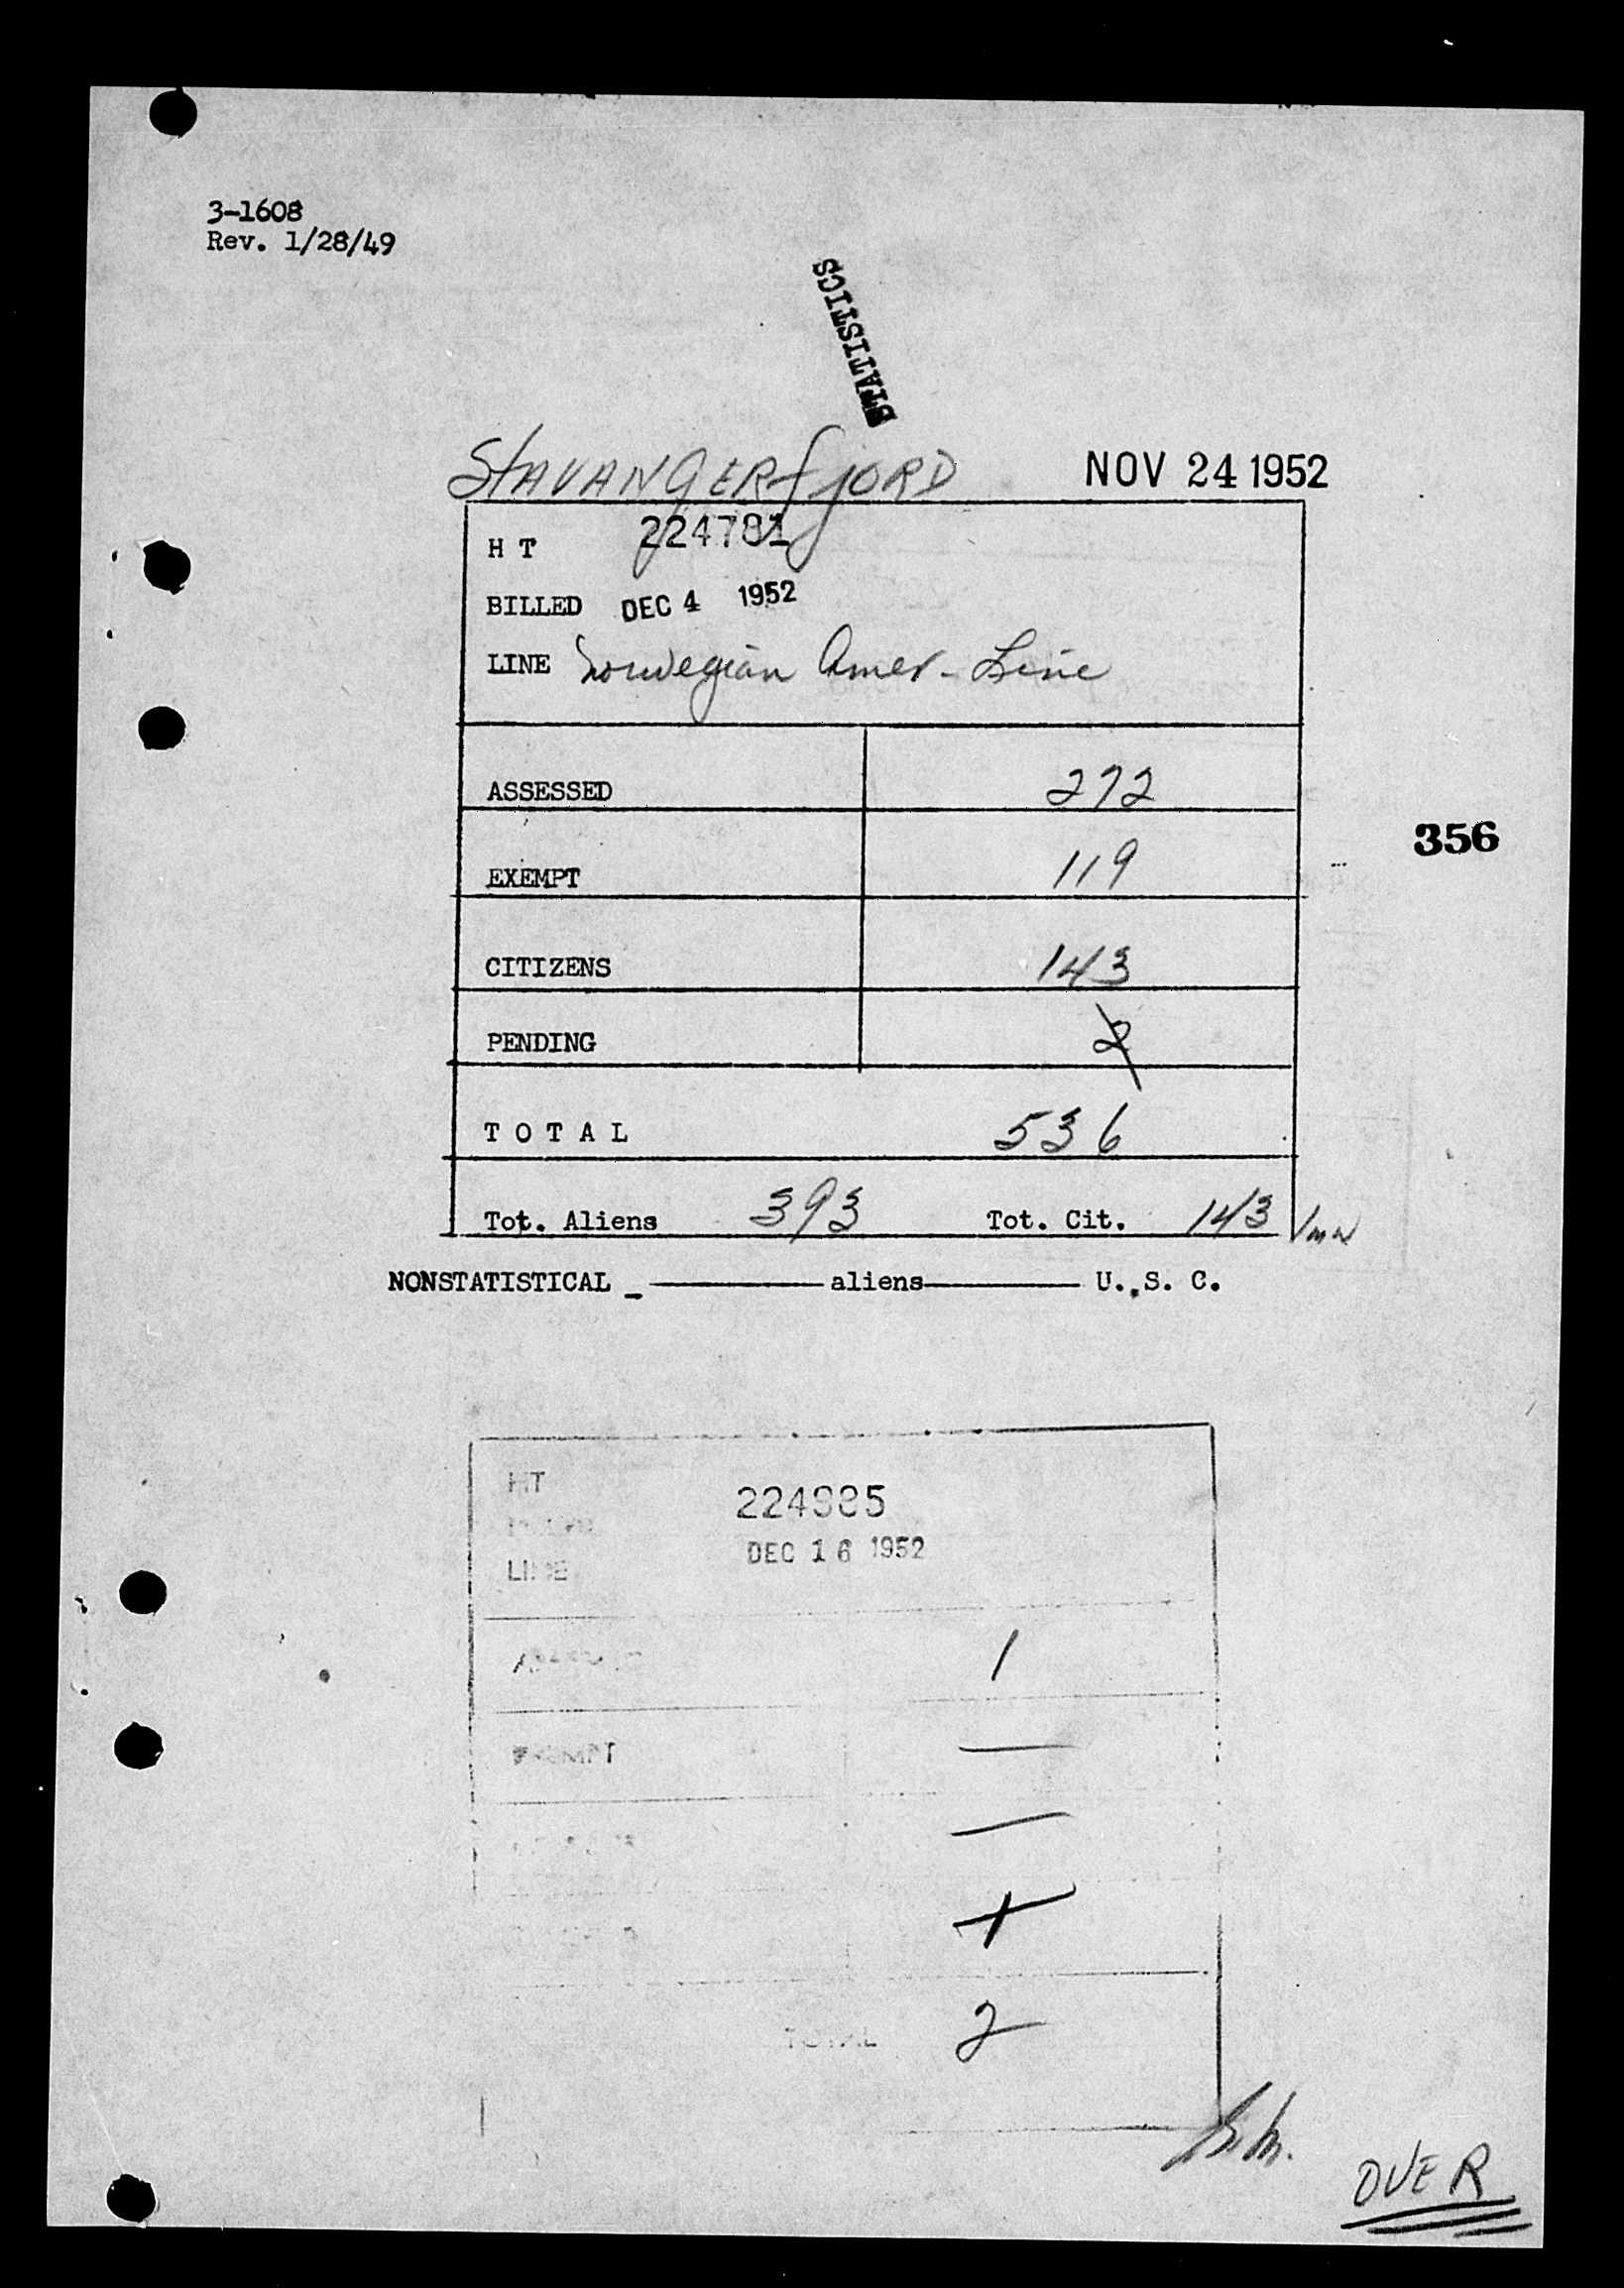 3-1608
Rev. 1/28/49
STATISTICS
STAVANGERfjORD NOV 24 1952
H T 224781
BILLED DEC 4 1952
LINE Norwegian Amer - Line
ASSESSED 272
356
EXEMPT 119
CITIZENS 143
PENDING 2
T O T A L 536
Tot. Aliens 393 Tot. Cit. 143
NONSTATISTICAL aliens U. S. C.
HT 224985
DEC 16 1952
LINE
1
EXEMPT —
—
1
TOTAL 2
OVER